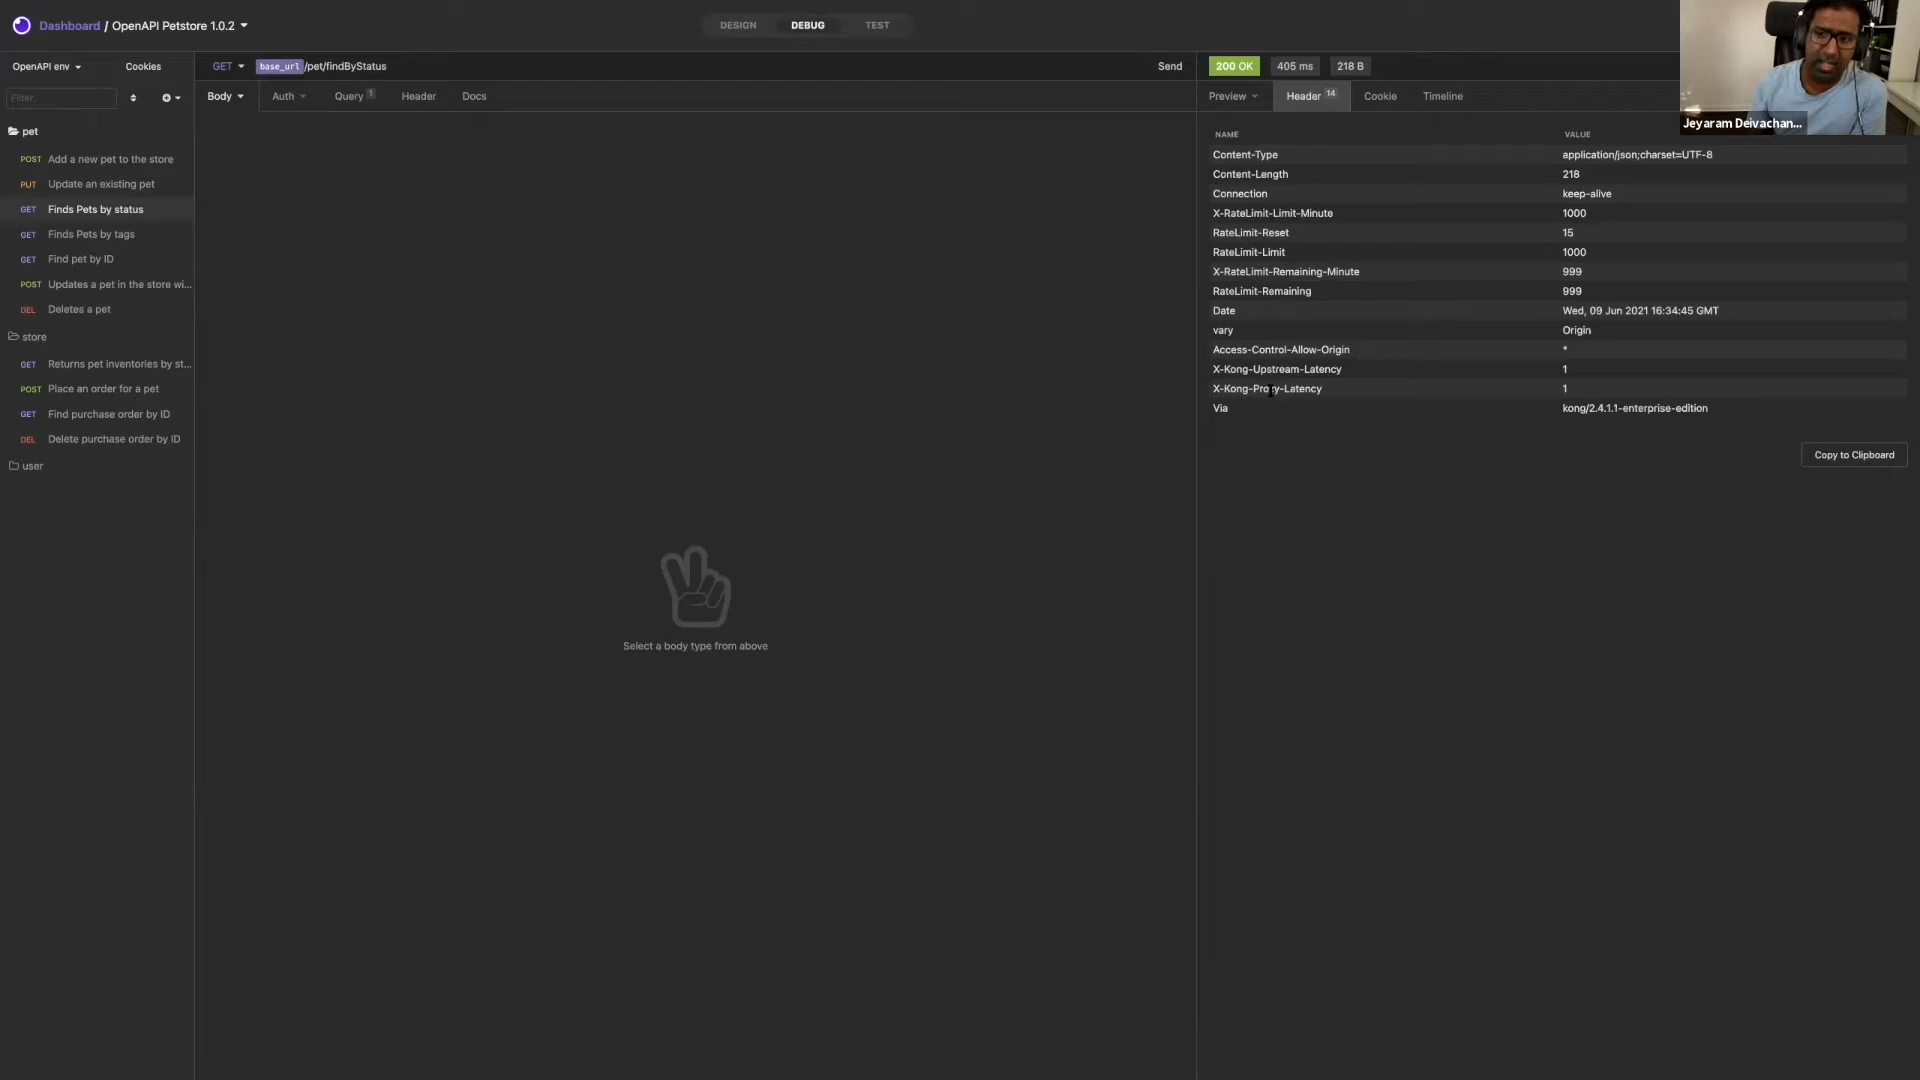 Dashboard / OpenAPI Petstore 1.0.2
DESIGN DEBUG TEST
OpenAPI env Cookies
Filter
pet
POST Add a new pet to the store
PUT Update an existing pet
GET Finds Pets by status
GET Finds Pets by tags
GET Find pet by ID
POST Updates a pet in the store wi...
DEL Deletes a pet
store
GET Returns pet inventories by st...
POST Place an order for a pet
GET Find purchase order by ID
DEL Delete purchase order by ID
user
GET base_url/pet/findByStatus Send
Body Auth Query 1 Header Docs
Select a body type from above
200 OK 405 ms 218 B
Preview Header 14 Cookie Timeline
NAME VALUE
Content-Type application/json;charset=UTF-8
Content-Length 218
Connection keep-alive
X-RateLimit-Limit-Minute 1000
RateLimit-Reset 15
RateLimit-Limit 1000
X-RateLimit-Remaining-Minute 999
RateLimit-Remaining 999
Date Wed, 09 Jun 2021 16:34:45 GMT
vary Origin
Access-Control-Allow-Origin *
X-Kong-Upstream-Latency 1
X-Kong-Proxy-Latency 1
Via kong/2.4.1.1-enterprise-edition
Copy to Clipboard
Jeyaram Deivachan...